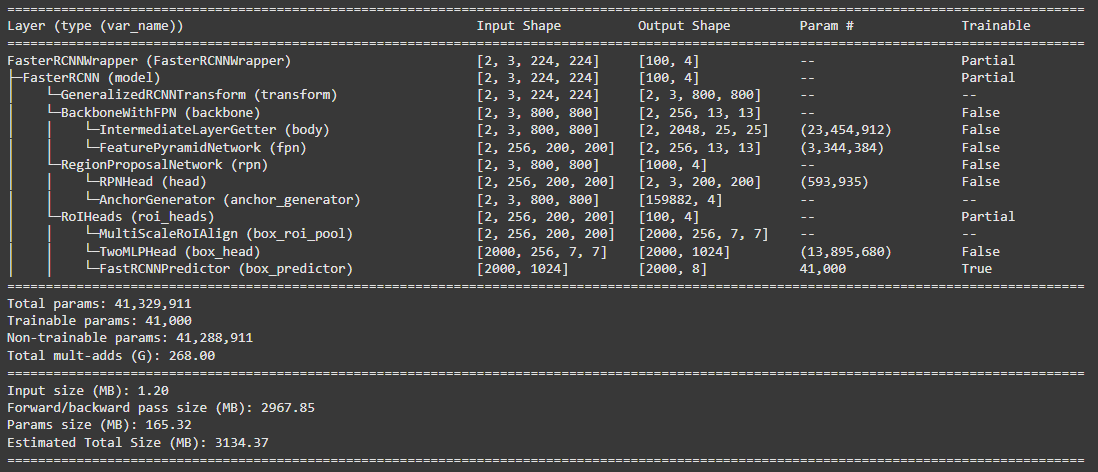 ============================================================================================================================================
Layer (type (var_name))                                      Input Shape          Output Shape         Param #              Trainable
============================================================================================================================================
FasterRCNNWrapper (FasterRCNNWrapper)                        [2, 3, 224, 224]     [100, 4]             --                   Partial
├─FasterRCNN (model)                                         [2, 3, 224, 224]     [100, 4]             --                   Partial
│    └─GeneralizedRCNNTransform (transform)                  [2, 3, 224, 224]     [2, 3, 800, 800]     --                   --
│    └─BackboneWithFPN (backbone)                            [2, 3, 800, 800]     [2, 256, 13, 13]     --                   False
│    │    └─IntermediateLayerGetter (body)                   [2, 3, 800, 800]     [2, 2048, 25, 25]    (23,454,912)         False
│    │    └─FeaturePyramidNetwork (fpn)                      [2, 256, 200, 200]   [2, 256, 13, 13]     (3,344,384)          False
│    └─RegionProposalNetwork (rpn)                           [2, 3, 800, 800]     [1000, 4]            --                   False
│    │    └─RPNHead (head)                                   [2, 256, 200, 200]   [2, 3, 200, 200]     (593,935)            False
│    │    └─AnchorGenerator (anchor_generator)               [2, 3, 800, 800]     [159882, 4]          --                   --
│    └─RoIHeads (roi_heads)                                  [2, 256, 200, 200]   [100, 4]             --                   Partial
│    │    └─MultiScaleRoIAlign (box_roi_pool)                [2, 256, 200, 200]   [2000, 256, 7, 7]    --                   --
│    │    └─TwoMLPHead (box_head)                            [2000, 256, 7, 7]    [2000, 1024]         (13,895,680)         False
│    │    └─FastRCNNPredictor (box_predictor)                [2000, 1024]         [2000, 8]            41,000               True
============================================================================================================================================
Total params: 41,329,911
Trainable params: 41,000
Non-trainable params: 41,288,911
Total mult-adds (G): 268.00
============================================================================================================================================
Input size (MB): 1.20
Forward/backward pass size (MB): 2967.85
Params size (MB): 165.32
Estimated Total Size (MB): 3134.37
============================================================================================================================================